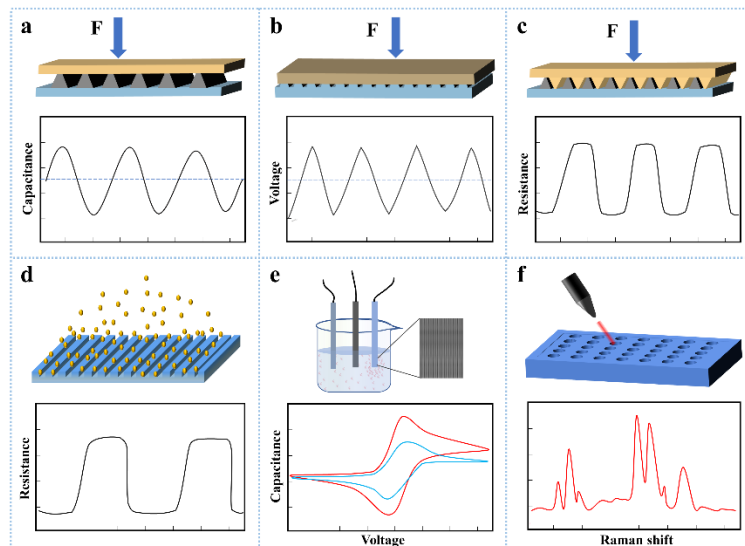 a
F
Capacitance
b
F
Voltage
c
F
Resistance
d
Resistance
e
Capacitance
Voltage
f
Raman shift